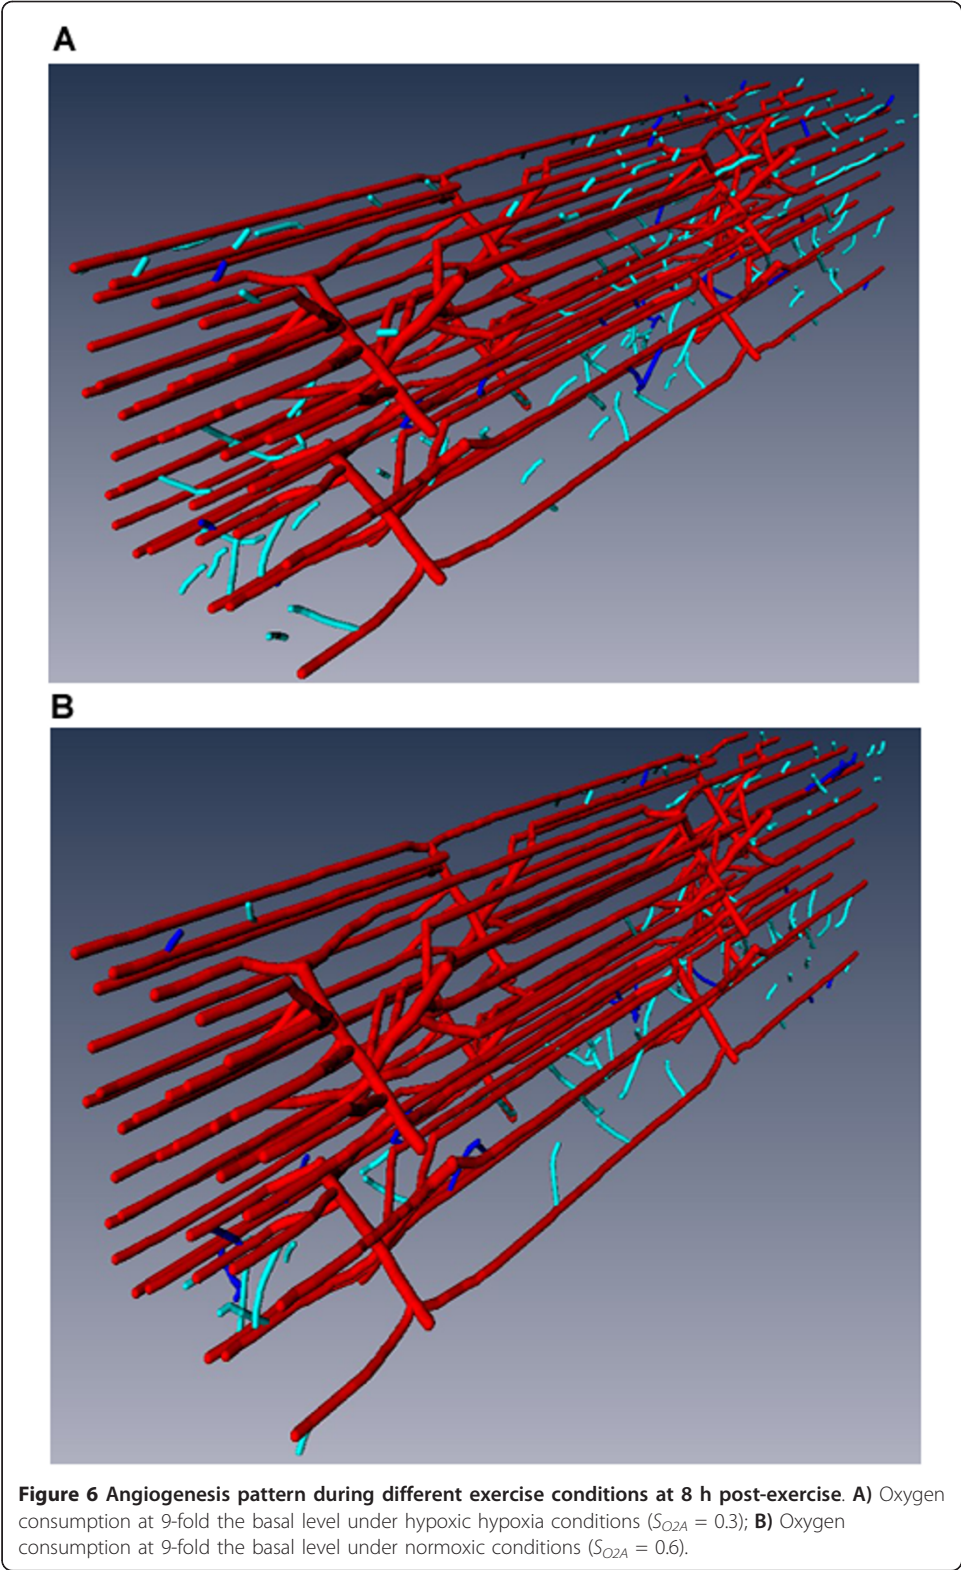 A
B
Figure 6 Angiogenesis pattern during different exercise conditions at 8 h post-exercise. A) Oxygen
consumption at 9-fold the basal level under hypoxic hypoxia conditions (SO2A = 0.3); B) Oxygen
consumption at 9-fold the basal level under normoxic conditions (SO2A = 0.6).